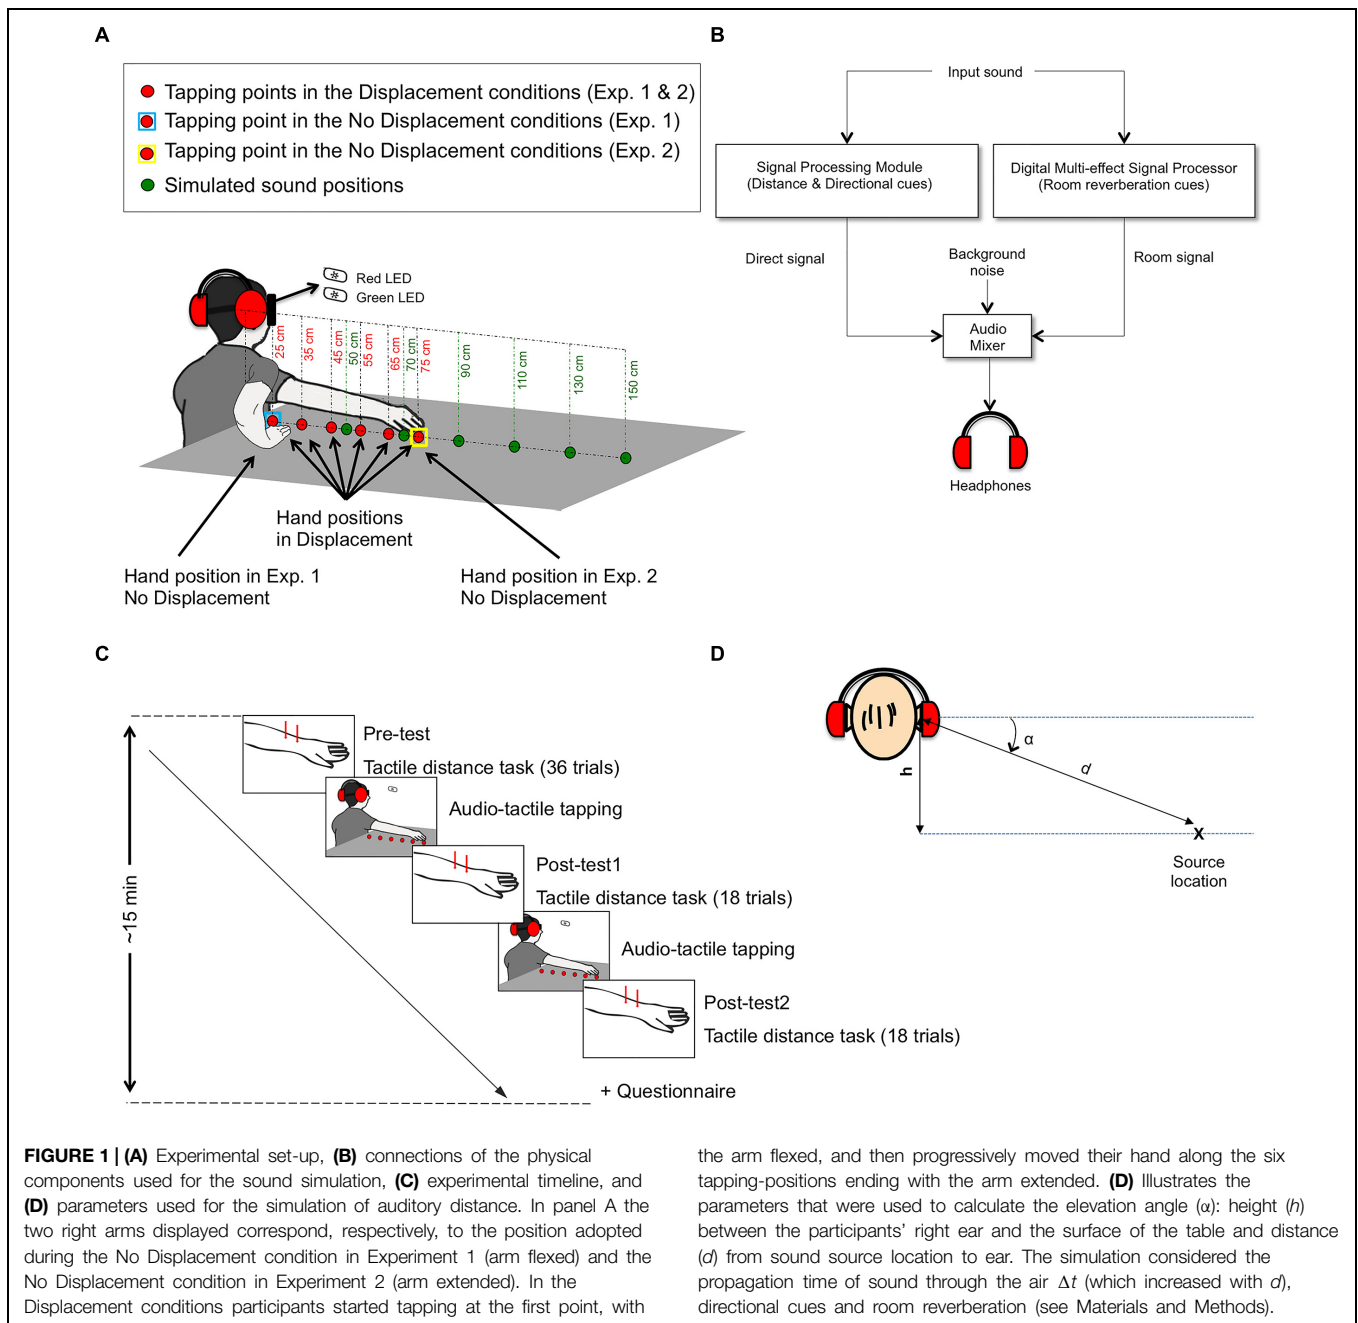 A
Tapping points in the Displacement conditions (Exp. 1 & 2)
Tapping point in the No Displacement conditions (Exp. 1)
Tapping point in the No Displacement conditions (Exp. 2)
Simulated sound positions
Red LED
Green LED
25 cm
35 cm
45 cm
50 cm
55 cm
65 cm
70 cm
75 cm
90 cm
110 cm
130 cm
150 cm
Hand positions
in Displacement
Hand position in Exp. 1
No Displacement
Hand position in Exp. 2
No Displacement
B
Input sound
Signal Processing Module
(Distance & Directional cues)
Digital Multi-effect Signal Processor
(Room reverberation cues)
Direct signal
Background
noise
Room signal
Audio
Mixer
Headphones
C
~15 min
Pre-test
Tactile distance task (36 trials)
Audio-tactile tapping
Post-test1
Tactile distance task (18 trials)
Audio-tactile tapping
Post-test2
Tactile distance task (18 trials)
+ Questionnaire
D
α
d
h
X
Source
location
FIGURE 1 | (A) Experimental set-up, (B) connections of the physical
components used for the sound simulation, (C) experimental timeline, and
(D) parameters used for the simulation of auditory distance. In panel A the
two right arms displayed correspond, respectively, to the position adopted
during the No Displacement condition in Experiment 1 (arm flexed) and the
No Displacement condition in Experiment 2 (arm extended). In the
Displacement conditions participants started tapping at the first point, with
the arm flexed, and then progressively moved their hand along the six
tapping-positions ending with the arm extended. (D) Illustrates the
parameters that were used to calculate the elevation angle (α): height (h)
between the participants' right ear and the surface of the table and distance
(d) from sound source location to ear. The simulation considered the
propagation time of sound through the air Δt (which increased with d),
directional cues and room reverberation (see Materials and Methods).